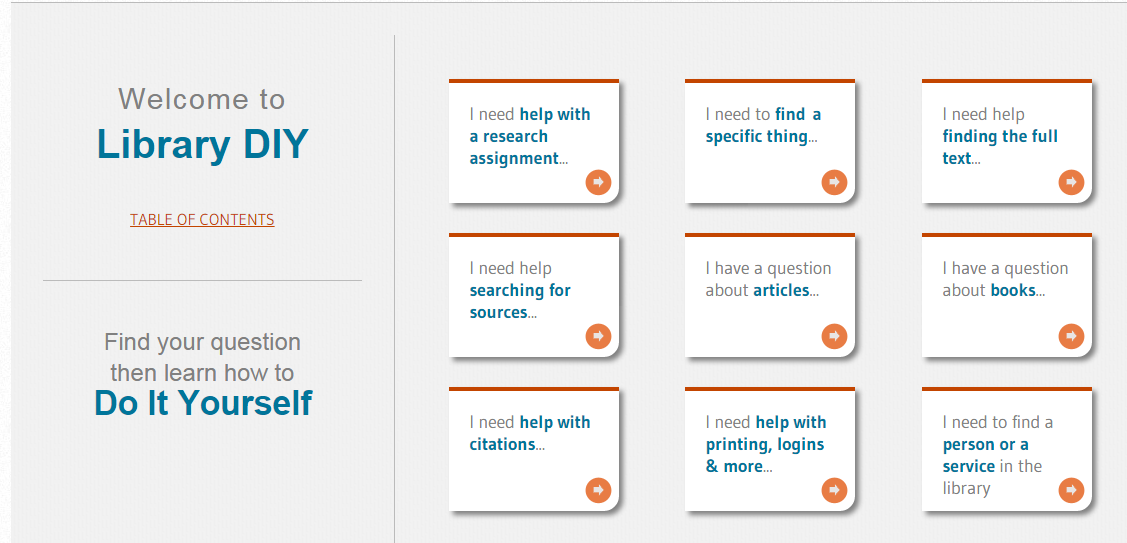 Welcome to
Library DIY
TABLE OF CONTENTS
Find your question
then learn how to
Do It Yourself
I need help with
a research
assignment...
I need to find a
specific thing...
I need help
finding the full
text...
I need help
searching for
sources...
I have a question
about articles...
I have a question
about books...
I need help with
citations...
I need help with
printing, logins
& more...
I need to find a
person or a
service in the
library